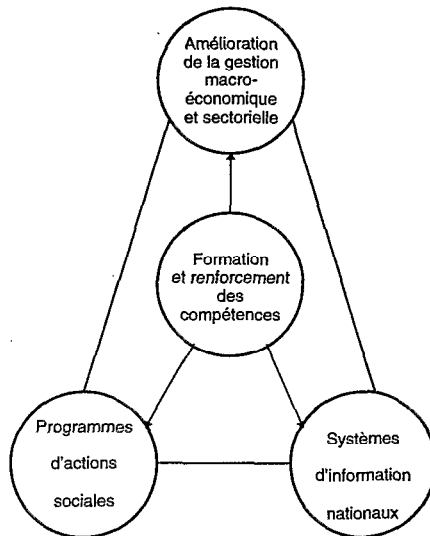 Amélioration
de la gestion
macro-
économique
et sectorielle
Formation
et renforcement
des
compétences
Programmes
d'actions
sociales
Systèmes
d'information
nationaux